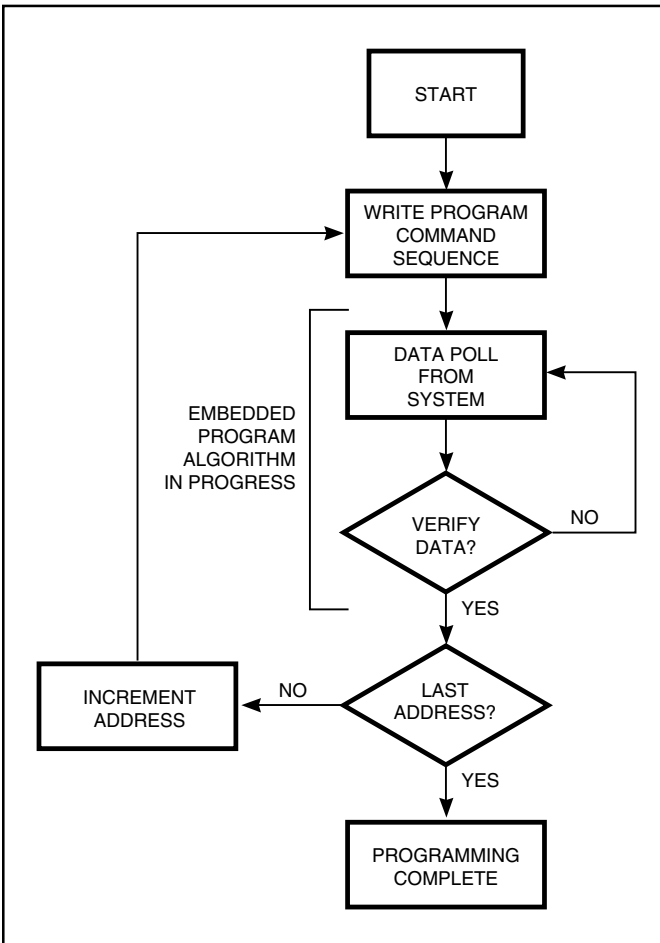 START
WRITE PROGRAM
COMMAND
SEQUENCE
DATA POLL
FROM
SYSTEM
EMBEDDED
PROGRAM
ALGORITHM
IN PROGRESS
VERIFY
DATA?
NO
YES
INCREMENT
ADDRESS
NO
LAST
ADDRESS?
YES
PROGRAMMING
COMPLETE